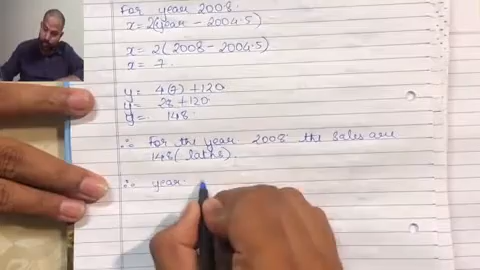 For year 2008
x = 2(year - 2004.5)
x = 2(2008 - 2004.5)
x = 7.
y = 4(7) + 120
y = 28 + 120
y = 148.
∴ For the year 2008 the sales are
148 (lakhs).
∴ year